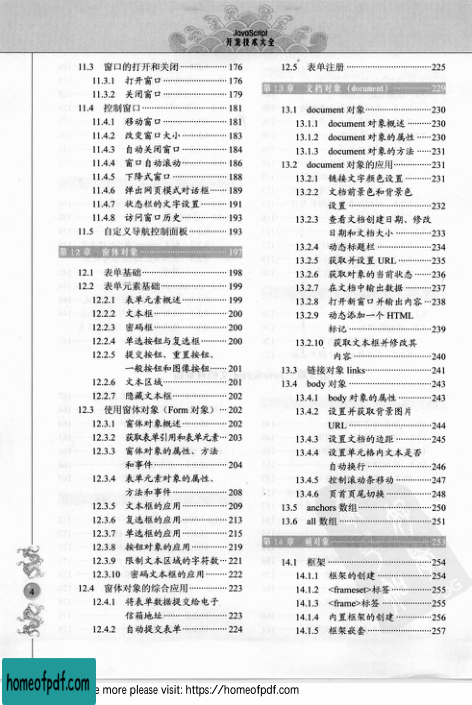 JavaScript
开发技术大全
11.3 窗口的打开和关闭 176
11.3.1 打开窗口 176
11.3.2 关闭窗口 179
11.4 控制窗口 181
11.4.1 移动窗口 181
11.4.2 改变窗口大小 183
11.4.3 自动关闭窗口 184
11.4.4 窗口自动滚动 186
11.4.5 下降式窗口 188
11.4.6 弹出网页模式对话框 189
11.4.7 状态栏的文字设置 191
11.4.8 访问窗口历史 193
11.5 自定义导航控制面板 193
第 12 章 窗体对象 197
12.1 表单基础 198
12.2 表单元素基础 199
12.2.1 表单元素概述 199
12.2.2 文本框 200
12.2.3 密码框 200
12.2.4 单选按钮与复选框 200
12.2.5 提交按钮、重置按钮、
一般按钮和图像按钮 201
12.2.6 文本区域 201
12.2.7 隐藏文本框 202
12.3 使用窗体对象（Form 对象） 202
12.3.1 窗体对象概述 202
12.3.2 获取表单引用和表单元素 203
12.3.3 窗体对象的属性、方法
和事件 204
12.3.4 表单元素对象的属性、
方法和事件 208
12.3.5 文本框的应用 209
12.3.6 复选框的应用 213
12.3.7 单选框的应用 215
12.3.8 按钮对象的应用 219
12.3.9 限制文本区域的字符数 221
12.3.10 密码文本框的应用 222
12.4 窗体对象的综合应用 223
12.4.1 将表单数据提交给电子
信箱地址 223
12.4.2 自动提交表单 224
12.5 表单注册 225
第 13 章 文档对象（document） 229
13.1 document 对象 230
13.1.1 document 对象概述 230
13.1.2 document 对象的属性 230
13.1.3 document 对象的方法 231
13.2 document 对象的应用 231
13.2.1 链接文字颜色设置 231
13.2.2 文档前景色和背景色
设置 232
13.2.3 查看文档创建日期、修改
日期和文档大小 233
13.2.4 动态标题栏 234
13.2.5 获取并设置 URL 235
13.2.6 获取对象的当前状态 236
13.2.7 在文档中输出数据 237
13.2.8 打开新窗口并输出内容 238
13.2.9 动态添加一个 HTML
标记 239
13.2.10 获取文本框并修改其
内容 240
13.3 链接对象 links 241
13.4 body 对象 243
13.4.1 body 对象的属性 243
13.4.2 设置并获取背景图片
URL 244
13.4.3 设置文档的边距 245
13.4.4 设置单元格内文本是否
自动换行 246
13.4.5 控制滚动条移动 247
13.4.6 页首页尾切换 248
13.5 anchors 数组 250
13.6 all 数组 251
第 14 章 253
14.1 框架 254
14.1.1 框架的创建 254
14.1.2 <frameset>标签 255
14.1.3 <frame>标签 255
14.1.4 内置框架的创建 256
14.1.5 框架嵌套 257
4
homeofpdf.com
e more please visit: https://homeofpdf.com